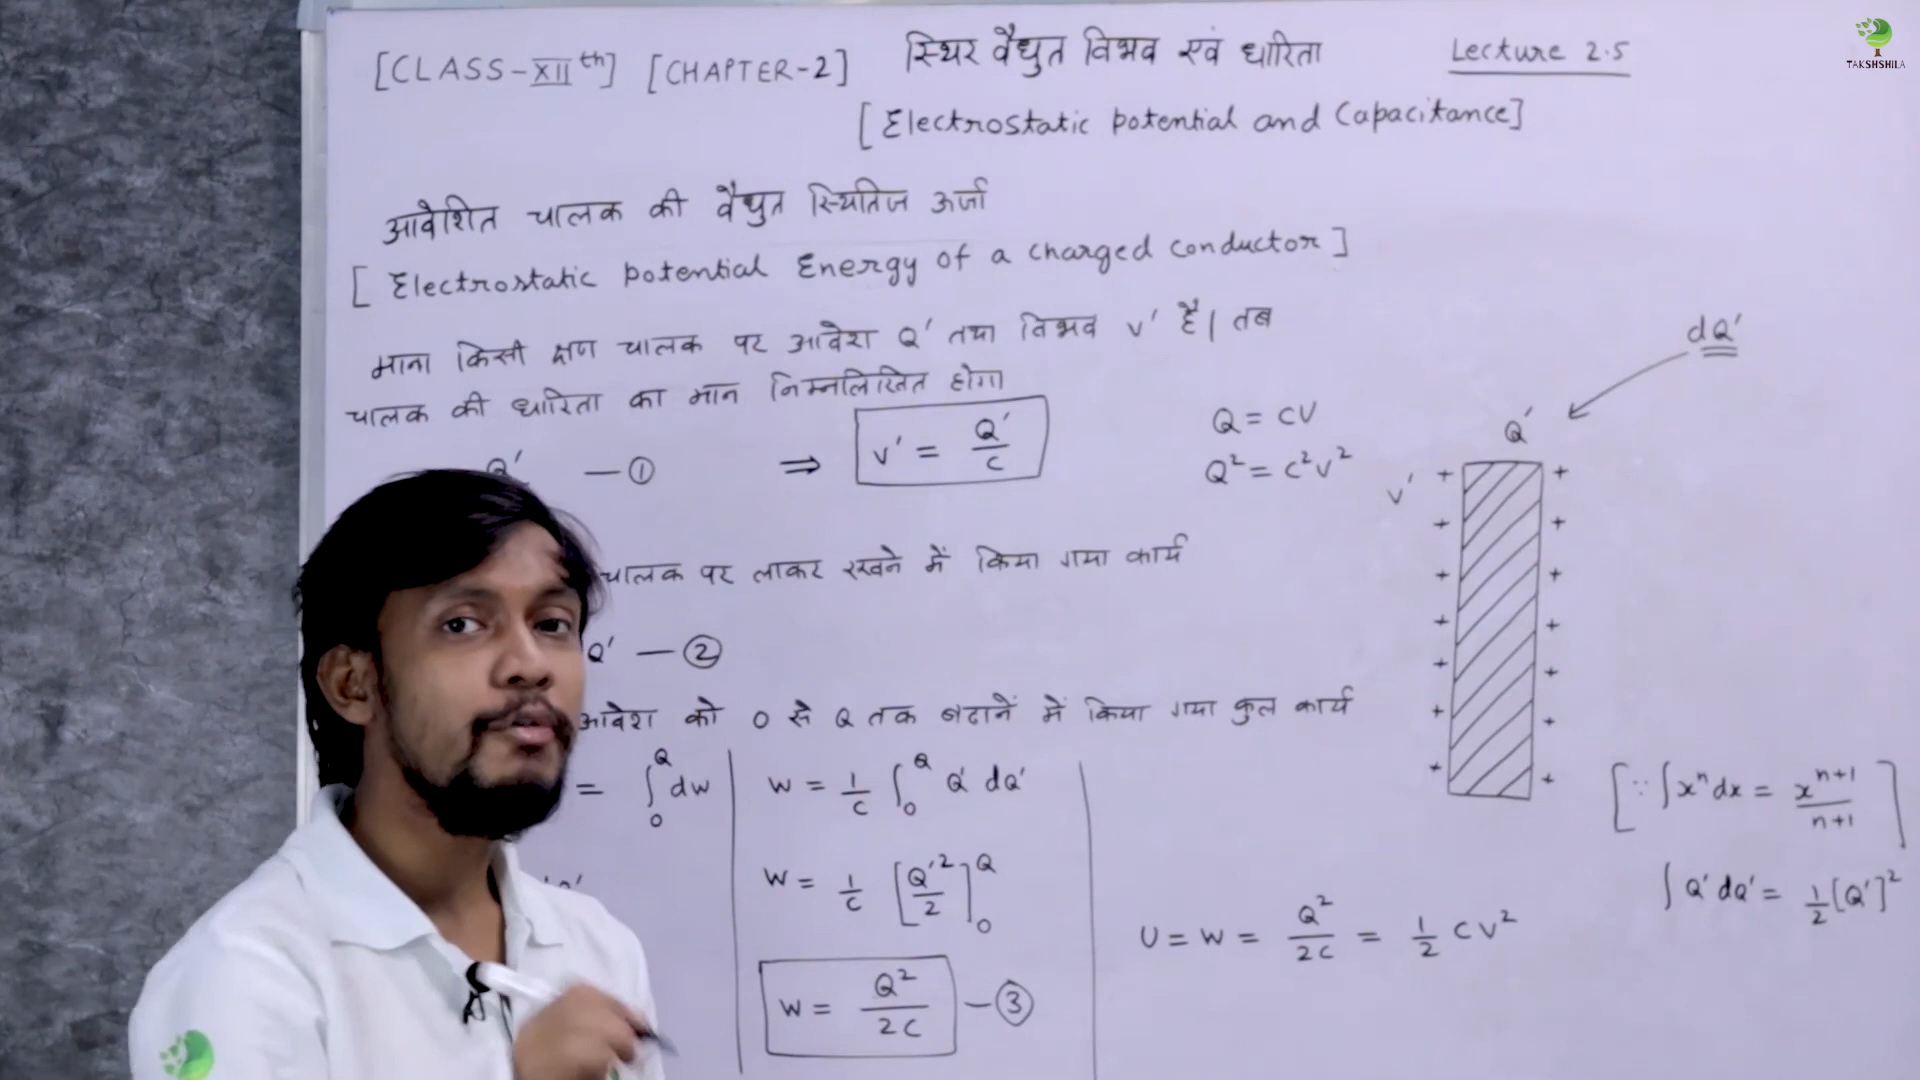 [CLASS-XIIth] [CHAPTER-2] स्थिर वैद्युत विभव एवं धारिता Lecture 2.5
[Electrostatic potential and Capacitance]
TAKSHSHILA
आवेशित चालक की वैद्युत स्थितिज ऊर्जा
[Electrostatic potential Energy of a charged conductor]
माना किसी क्षण चालक पर आवेश Q' तथा विभव V' है। तब
चालक की धारिता का मान निम्नलिखित होगा
Q' —① ⇒ V' = Q'/C
Q = CV
Q² = C²V²
dQ'
Q'
V'
चालक पर लाकर रखने में किया गया कार्य
Q' —②
आवेश को 0 से Q तक बढानें में किया गया कुल कार्य
= ∫₀^Q dw
W = 1/C ∫₀^Q Q' dQ'
W = 1/C [Q'²/2]₀^Q
W = Q²/2C —③
U = W = Q²/2C = 1/2 CV²
[∵ ∫xⁿdx = xⁿ⁺¹/n+1]
∫Q'dQ' = 1/2 [Q']²